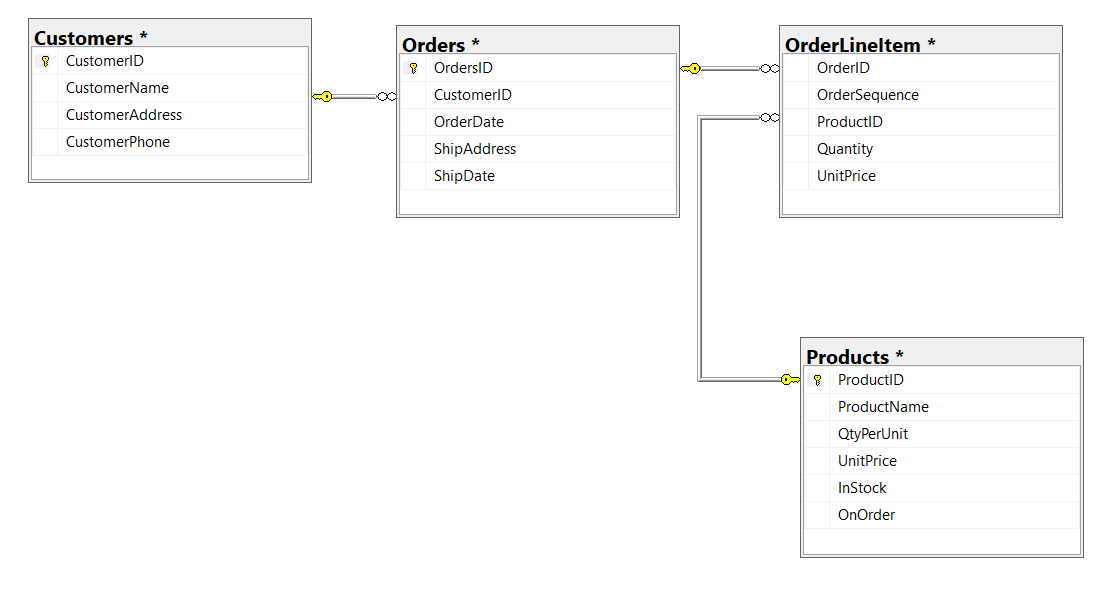 Customers *
CustomerID
CustomerName
CustomerAddress
CustomerPhone
Orders *
OrdersID
CustomerID
OrderDate
ShipAddress
ShipDate
OrderLineItem *
OrderID
OrderSequence
ProductID
Quantity
UnitPrice
Products *
ProductID
ProductName
QtyPerUnit
UnitPrice
InStock
OnOrder